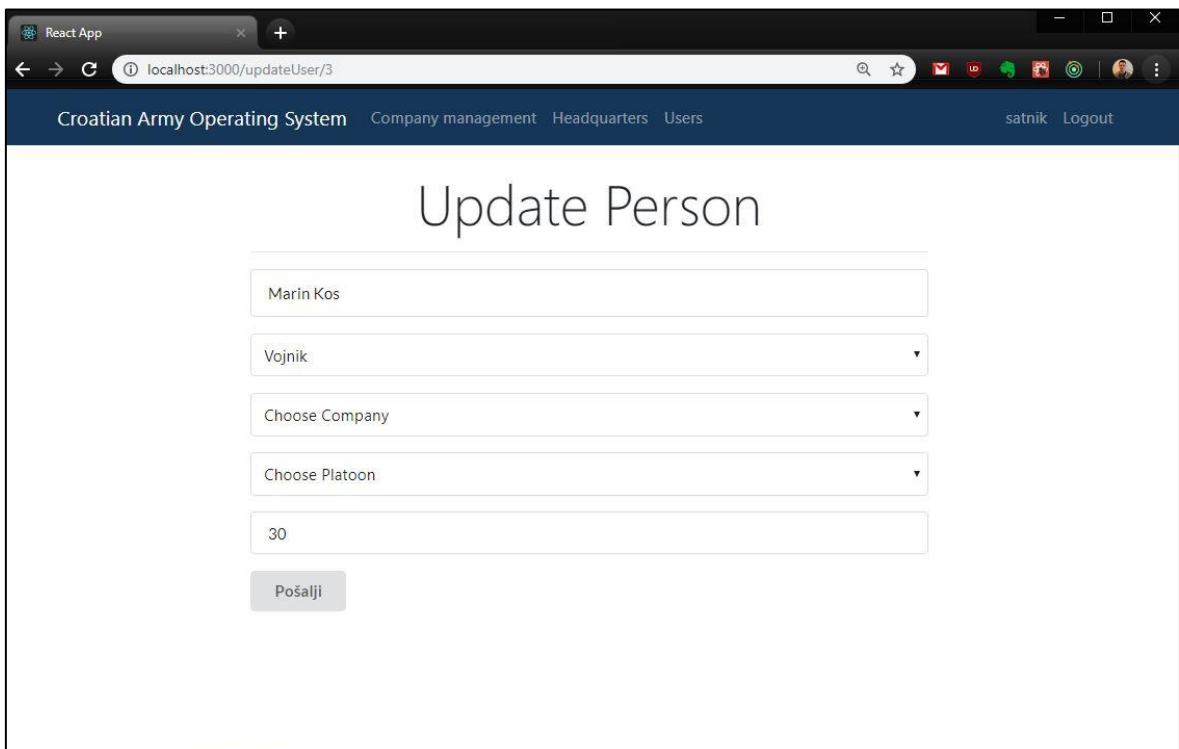 React App
localhost:3000/updateUser/3
Croatian Army Operating System Company management Headquarters Users satnik Logout
Update Person
Marin Kos
Vojnik
Choose Company
Choose Platoon
30
Pošalji